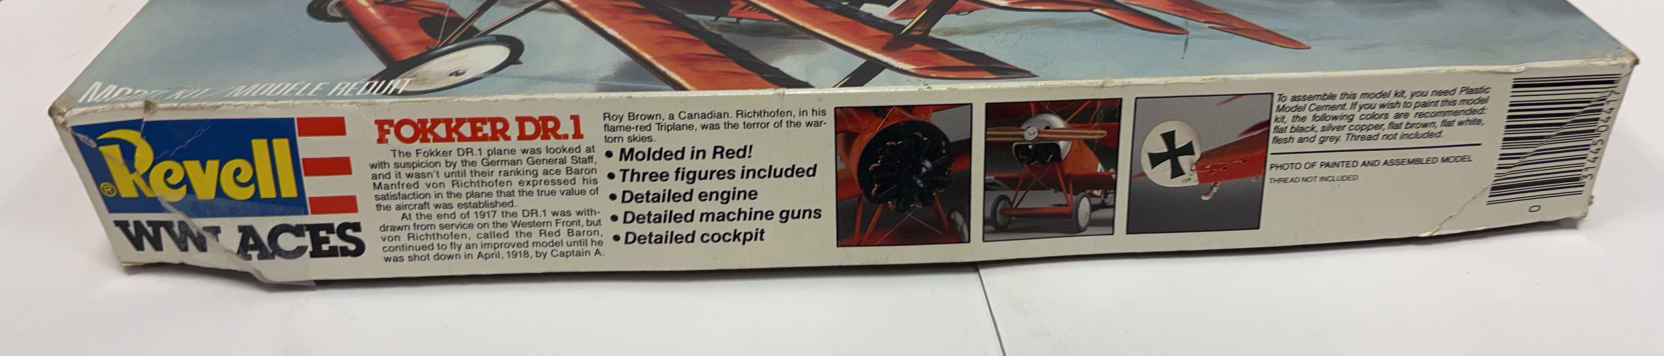 MODEL KIT / MODELE REDUIT
Revell
®
WWI ACES
FOKKER DR.1
The Fokker DR.1 plane was looked at
with suspicion by the German General Staff,
and it wasn't until their ranking ace Baron
Manfred von Richthofen expressed his
satisfaction in the plane that the true value of
the aircraft was established.
At the end of 1917 the DR.1 was with-
drawn from service on the Western Front, but
von Richthofen, called the Red Baron,
continued to fly an improved model until he
was shot down in April, 1918, by Captain A.
Roy Brown, a Canadian. Richthofen, in his
flame-red Triplane, was the terror of the war-
torn skies.
• Molded in Red!
• Three figures included
• Detailed engine
• Detailed machine guns
• Detailed cockpit
To assemble this model kit, you need Plastic
Model Cement. If you wish to paint this model
kit, the following colors are recommended:
flat black, silver copper, flat brown, flat white,
flesh and grey. Thread not included.
PHOTO OF PAINTED AND ASSEMBLED MODEL
THREAD NOT INCLUDED
0